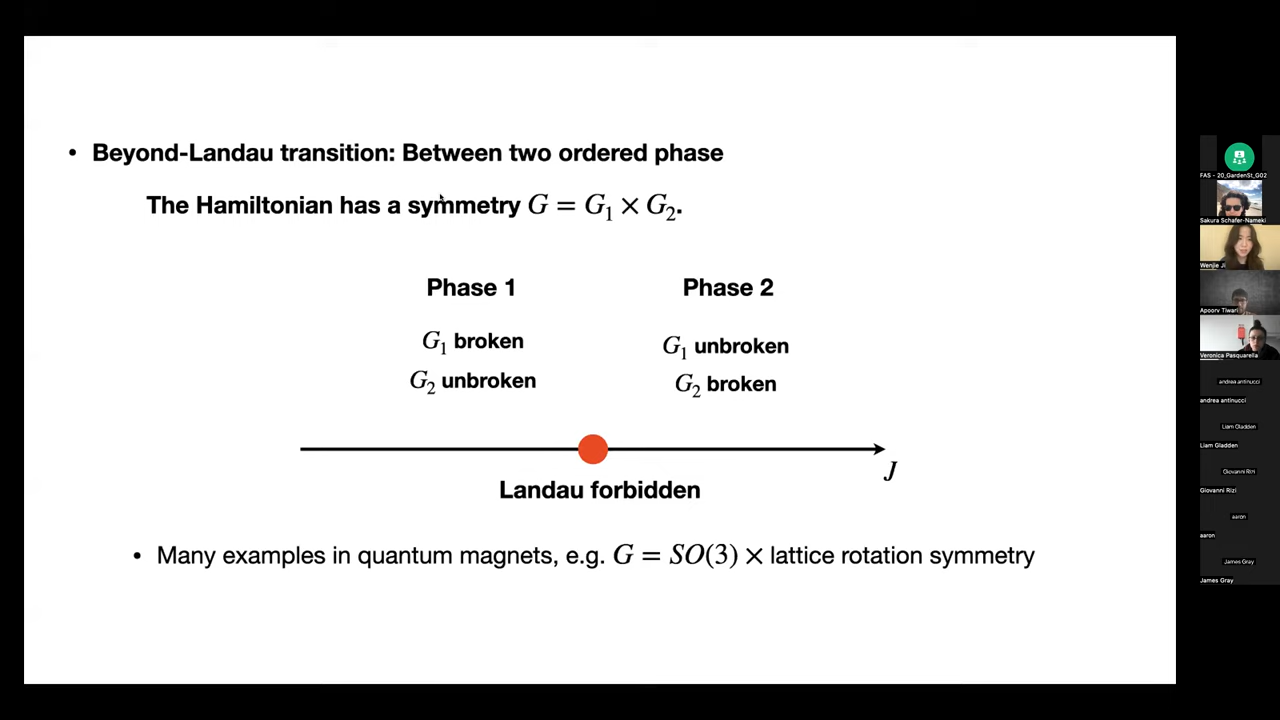 • Beyond-Landau transition: Between two ordered phase
The Hamiltonian has a symmetry G = G₁ × G₂.
Phase 1
Phase 2
G₁ broken
G₁ unbroken
G₂ unbroken
G₂ broken
J
Landau forbidden
• Many examples in quantum magnets, e.g. G = SO(3) × lattice rotation symmetry
FAS - 20_GardenSt_G02
Sakura Schafer-Nameki
Wenjie Ji
Apoorv Tiwari
Veronica Pasquarella
andrea antinucci
andrea antinucci
Liam Gladden
Liam Gladden
Giovanni Rizi
Giovanni Rizi
aaron
aaron
James Gray
James Gray